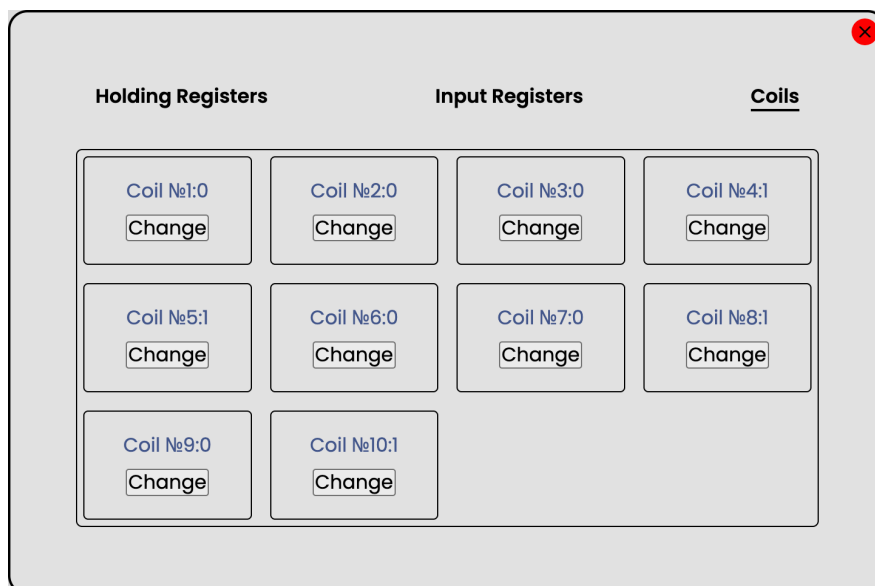 Holding Registers Input Registers Coils
Coil №1:0 Coil №2:0 Coil №3:0 Coil №4:1
Change Change Change Change
Coil №5:1 Coil №6:0 Coil №7:0 Coil №8:1
Change Change Change Change
Coil №9:0 Coil №10:1
Change Change